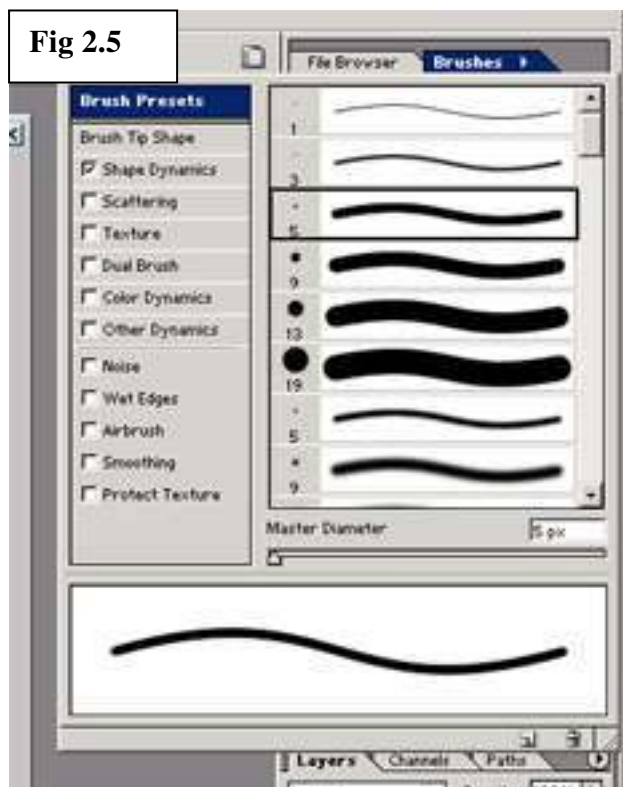 Fig 2.5
File Browser Brushes
Brush Presets
Brush Tip Shape
Shape Dynamics
Scattering
Texture
Dual Brush
Color Dynamics
Other Dynamics
Noise
Wet Edges
Airbrush
Smoothing
Protect Texture
1
3
5
9
13
19
5
9
Master Diameter 5 px
Layers Channels Paths